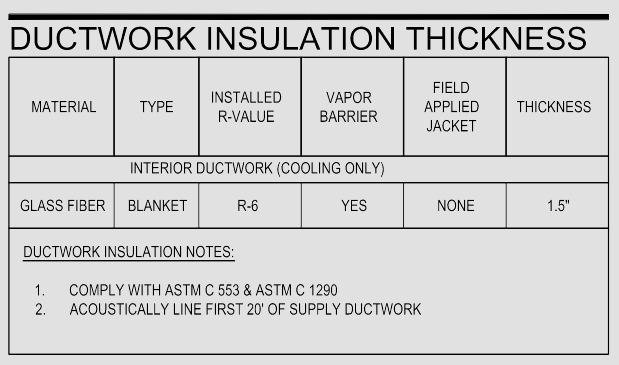 DUCTWORK INSULATION THICKNESS
MATERIAL TYPE INSTALLED R-VALUE VAPOR BARRIER FIELD APPLIED JACKET THICKNESS
INTERIOR DUCTWORK (COOLING ONLY)
GLASS FIBER BLANKET R-6 YES NONE 1.5"
DUCTWORK INSULATION NOTES:
1. COMPLY WITH ASTM C 553 & ASTM C 1290
2. ACOUSTICALLY LINE FIRST 20' OF SUPPLY DUCTWORK